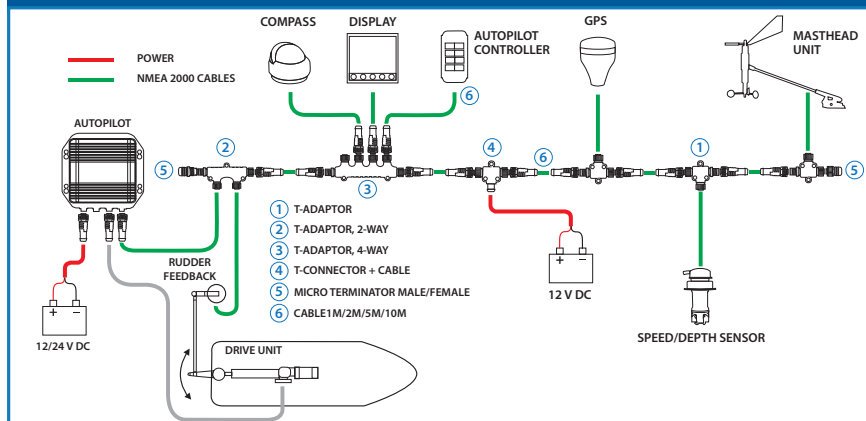 COMPASS
DISPLAY
AUTOPILOT
CONTROLLER
GPS
MASTHEAD
UNIT
POWER
NMEA 2000 CABLES
6
AUTOPILOT
2
4
6
1
5
5
3
1 T-ADAPTOR
2 T-ADAPTOR, 2-WAY
3 T-ADAPTOR, 4-WAY
4 T-CONNECTOR + CABLE
5 MICRO TERMINATOR MALE/FEMALE
6 CABLE1M/2M/5M/10M
RUDDER
FEEDBACK
+ −
12 V DC
+ −
12/24 V DC
SPEED/DEPTH SENSOR
DRIVE UNIT